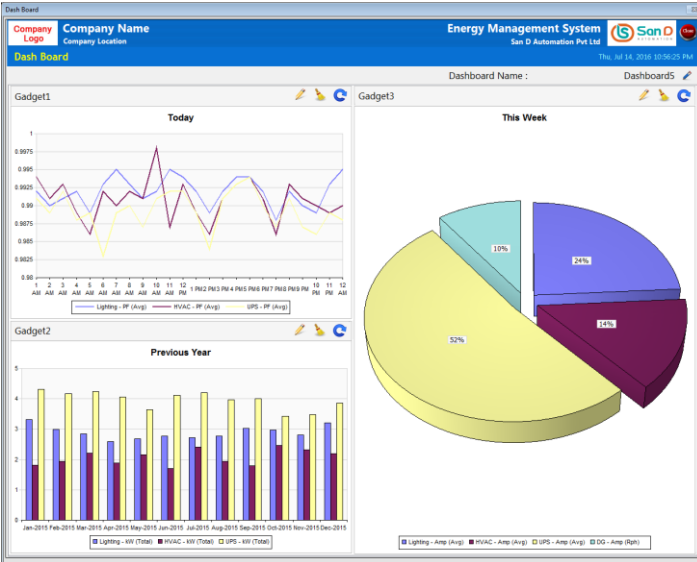 Dash Board
Company Logo
Company Name
Company Location
Energy Management System
San D Automation Pvt Ltd
San D
AUTOMATION
Close
Dash Board
Thu, Jul 14, 2016 10:56:25 PM
Dashboard Name :
Dashboard5
Gadget1
Today
1
0.9975
0.995
0.9925
0.99
0.9875
0.985
0.9825
0.98
1 AM 2 AM 3 AM 4 AM 5 AM 6 AM 7 AM 8 AM 9 AM 10 AM 11 AM 12 PM 1 PM 2 PM 3 PM 4 PM 5 PM 6 PM 7 PM 8 PM 9 PM 10 PM 11 PM 12 AM
Lighting - PF (Avg) HVAC - PF (Avg) UPS - PF (Avg)
Gadget2
Previous Year
5
4
3
2
1
0
Jan-2015 Feb-2015 Mar-2015 Apr-2015 May-2015 Jun-2015 Jul-2015 Aug-2015 Sep-2015 Oct-2015 Nov-2015 Dec-2015
Lighting - kW (Total) HVAC - kW (Total) UPS - kW (Total)
Gadget3
This Week
10%
24%
14%
52%
Lighting - Amp (Avg) HVAC - Amp (Avg) UPS - Amp (Avg) DG - Amp (Rph)